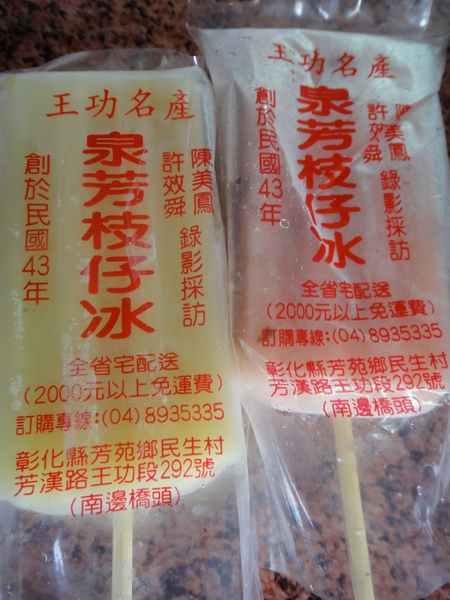 王功名產
陳美鳳
許效舜
錄影採訪
泉芳枝仔冰
創於民國43年
全省宅配送
(2000元以上免運費)
訂購專線:(04)8935335
彰化縣芳苑鄉民生村
芳漢路王功段292號
(南邊橋頭)
王功名產
陳美鳳
許效舜
錄影採訪
泉芳枝仔冰
創於民國43年
全省宅配送
(2000元以上免運費)
訂購專線:(04)8935335
彰化縣芳苑鄉民生村
芳漢路王功段292號
(南邊橋頭)